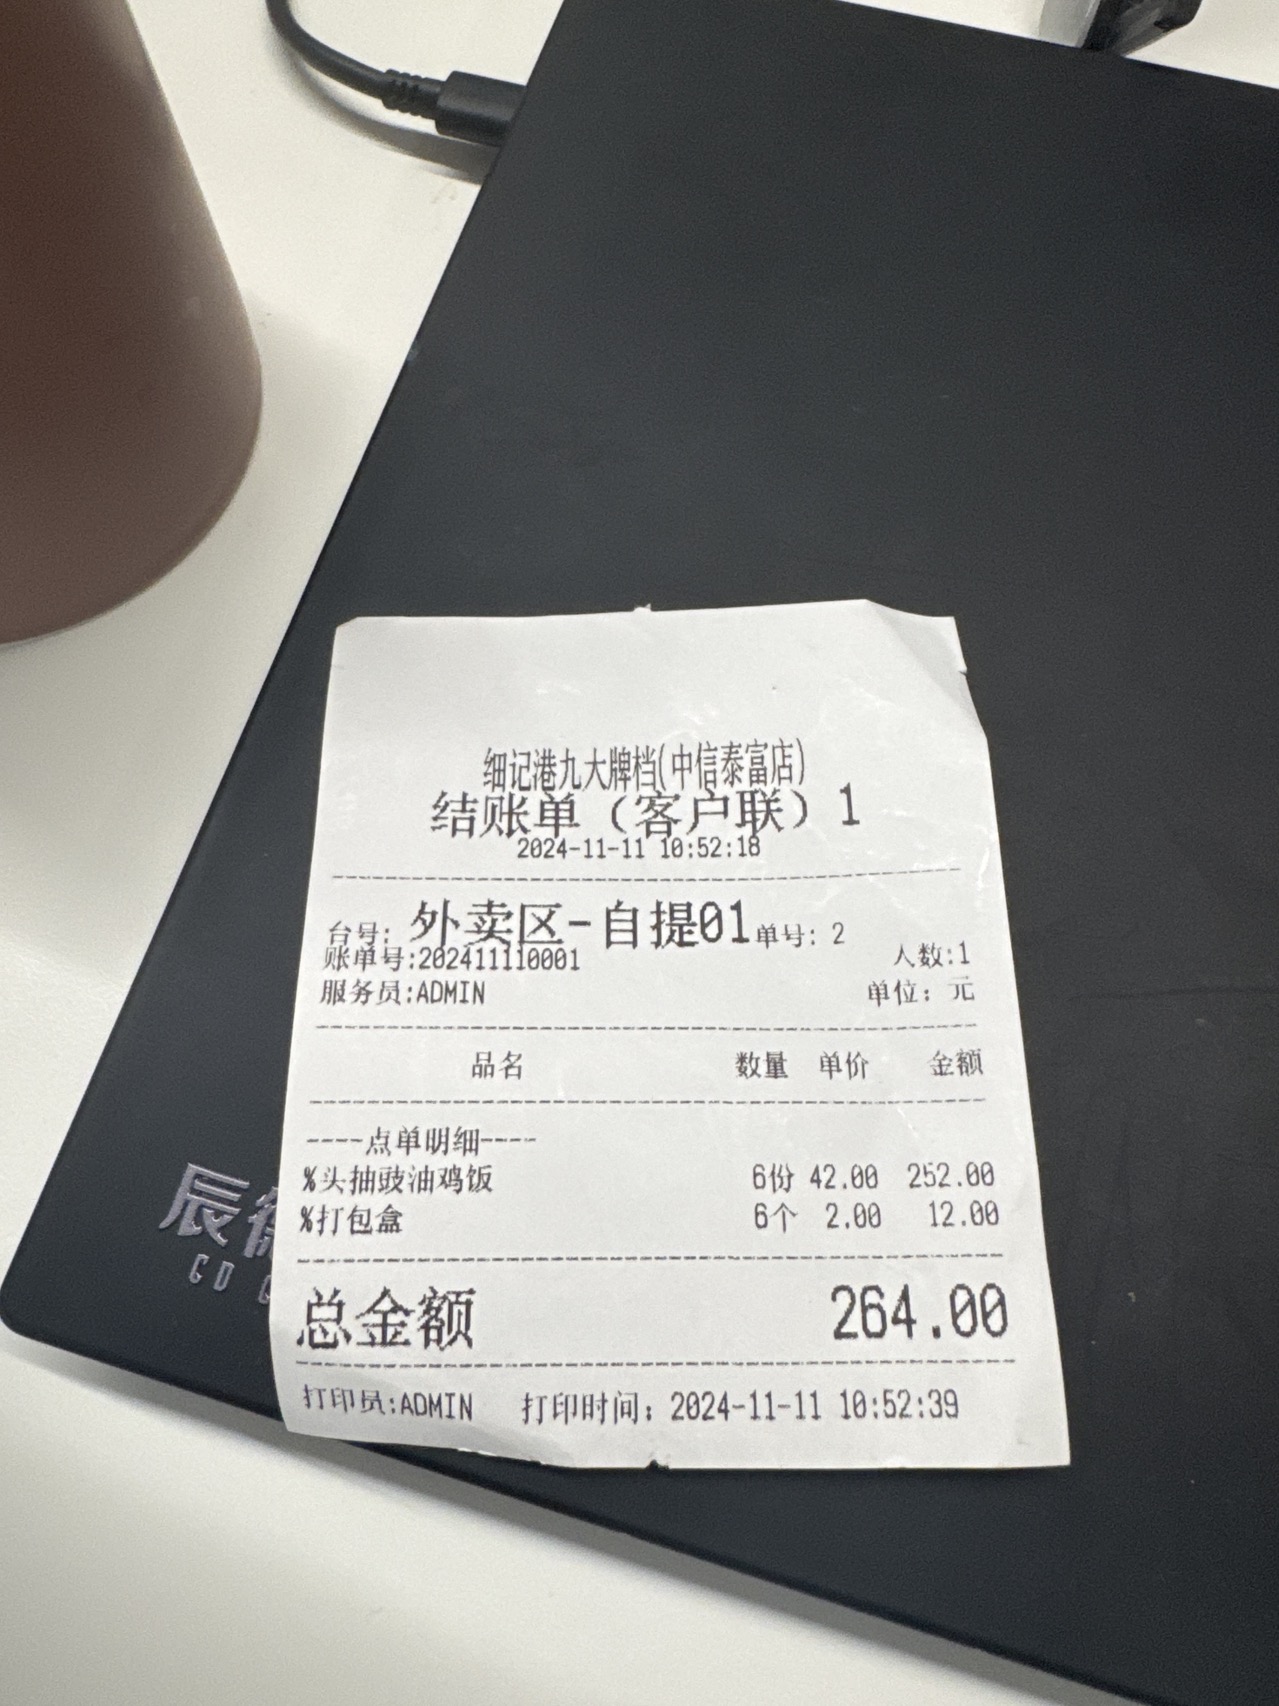 细记港九大牌档(中信泰富店)
结账单（客户联）1
2024-11-11 10:52:18
台号: 外卖区-自提01 单号: 2
账单号:202411110001 人数:1
服务员:ADMIN 单位: 元
品名 数量 单价 金额
----点单明细----
%头抽豉油鸡饭 6份 42.00 252.00
%打包盒 6个 2.00 12.00
总金额 264.00
打印员:ADMIN 打印时间: 2024-11-11 10:52:39
辰
GD